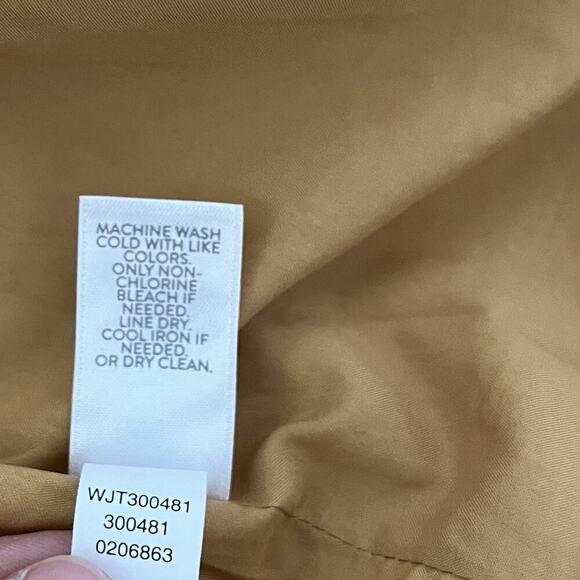 MACHINE WASH
COLD WITH LIKE
COLORS.
ONLY NON-
CHLORINE
BLEACH IF
NEEDED.
LINE DRY.
COOL IRON IF
NEEDED.
OR DRY CLEAN.
WJT300481
300481
0206863